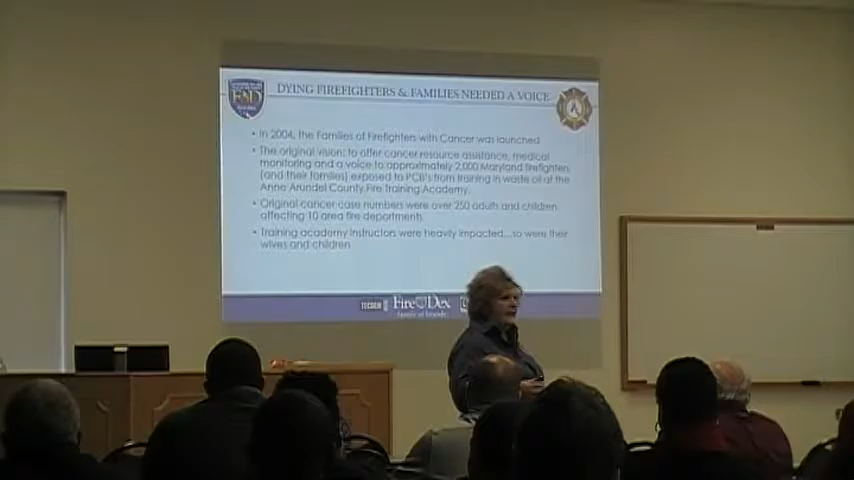 DYING FIREFIGHTERS & FAMILIES NEEDED A VOICE
• In 2004, the Families of Firefighters with Cancer was launched
• The original vision: to offer cancer resource assistance, medical
monitoring and a voice to approximately 2,000 Maryland firefighters
(and their families) exposed to PCB's from training in waste oil at the
Anne Arundel County Fire Training Academy.
• Original cancer case numbers were over 250 adults and children
affecting 10 area fire departments
• Training academy instructors were heavily impacted...so were their
wives and children
TECGEN
Fire Dex
family of brands